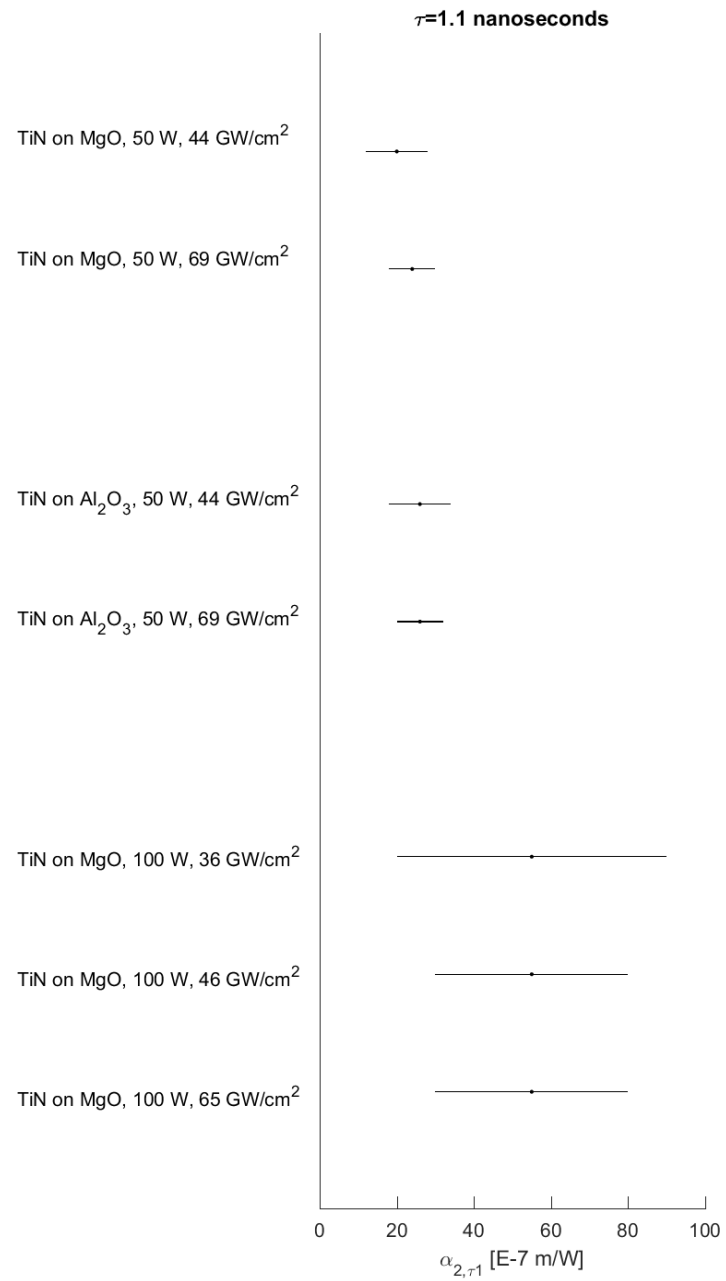 τ=1.1 nanoseconds
TiN on MgO, 50 W, 44 GW/cm²
TiN on MgO, 50 W, 69 GW/cm²
TiN on Al₂O₃, 50 W, 44 GW/cm²
TiN on Al₂O₃, 50 W, 69 GW/cm²
TiN on MgO, 100 W, 36 GW/cm²
TiN on MgO, 100 W, 46 GW/cm²
TiN on MgO, 100 W, 65 GW/cm²
0 20 40 60 80 100
α₂,τ₁ [E-7 m/W]